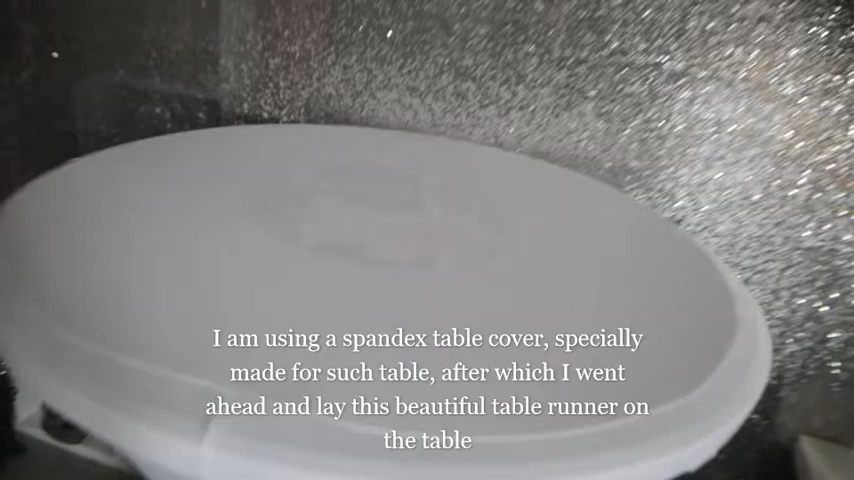 I am using a spandex table cover, specially
made for such table, after which I went
ahead and lay this beautiful table runner on
the table